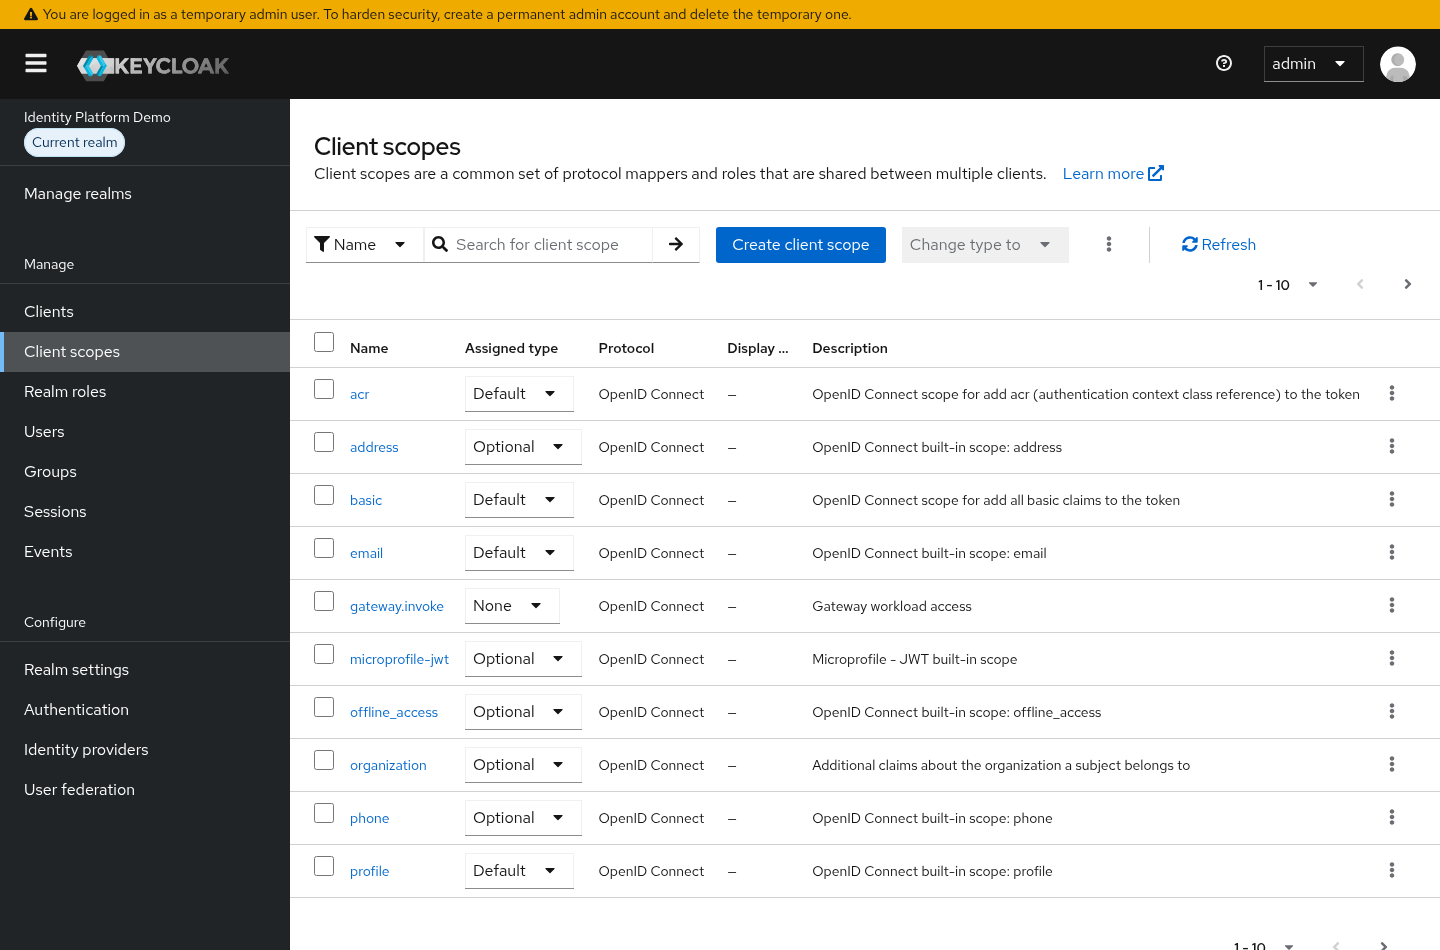 You are logged in as a temporary admin user. To harden security, create a permanent admin account and delete the temporary one.
KEYCLOAK
admin
Identity Platform Demo
Current realm
Manage realms
Manage
Clients
Client scopes
Realm roles
Users
Groups
Sessions
Events
Configure
Realm settings
Authentication
Identity providers
User federation
Client scopes
Client scopes are a common set of protocol mappers and roles that are shared between multiple clients. Learn more
Name Search for client scope Create client scope Change type to Refresh
1 - 10
Name Assigned type Protocol Display ... Description
acr Default OpenID Connect — OpenID Connect scope for add acr (authentication context class reference) to the token
address Optional OpenID Connect — OpenID Connect built-in scope: address
basic Default OpenID Connect — OpenID Connect scope for add all basic claims to the token
email Default OpenID Connect — OpenID Connect built-in scope: email
gateway.invoke None OpenID Connect — Gateway workload access
microprofile-jwt Optional OpenID Connect — Microprofile - JWT built-in scope
offline_access Optional OpenID Connect — OpenID Connect built-in scope: offline_access
organization Optional OpenID Connect — Additional claims about the organization a subject belongs to
phone Optional OpenID Connect — OpenID Connect built-in scope: phone
profile Default OpenID Connect — OpenID Connect built-in scope: profile
1 - 10